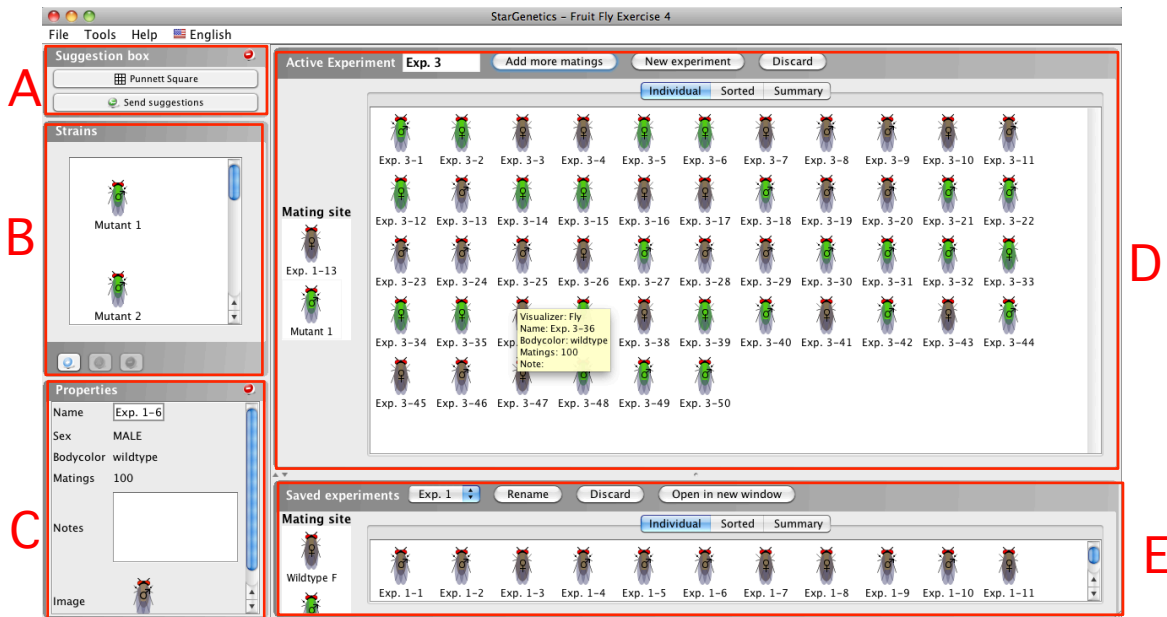 StarGenetics – Fruit Fly Exercise 4
File Tools Help English
A
Suggestion box
Punnett Square
Send suggestions
B
Strains
Mutant 1
Mutant 2
C
Properties
Name Exp. 1-6
Sex MALE
Bodycolor wildtype
Matings 100
Notes
Image
D
Active Experiment Exp. 3 Add more matings New experiment Discard
Individual Sorted Summary
Mating site
Exp. 1-13
Mutant 1
Exp. 3-1 Exp. 3-2 Exp. 3-3 Exp. 3-4 Exp. 3-5 Exp. 3-6 Exp. 3-7 Exp. 3-8 Exp. 3-9 Exp. 3-10 Exp. 3-11
Exp. 3-12 Exp. 3-13 Exp. 3-14 Exp. 3-15 Exp. 3-16 Exp. 3-17 Exp. 3-18 Exp. 3-19 Exp. 3-20 Exp. 3-21 Exp. 3-22
Exp. 3-23 Exp. 3-24 Exp. 3-25 Exp. 3-26 Exp. 3-27 Exp. 3-28 Exp. 3-29 Exp. 3-30 Exp. 3-31 Exp. 3-32 Exp. 3-33
Exp. 3-34 Exp. 3-35 Exp. 3-38 Exp. 3-39 Exp. 3-40 Exp. 3-41 Exp. 3-42 Exp. 3-43 Exp. 3-44
Visualizer: Fly
Name: Exp. 3-36
Bodycolor: wildtype
Matings: 100
Note:
Exp. 3-45 Exp. 3-46 Exp. 3-47 Exp. 3-48 Exp. 3-49 Exp. 3-50
E
Saved experiments Exp. 1 Rename Discard Open in new window
Mating site
Individual Sorted Summary
Wildtype F
Exp. 1-1 Exp. 1-2 Exp. 1-3 Exp. 1-4 Exp. 1-5 Exp. 1-6 Exp. 1-7 Exp. 1-8 Exp. 1-9 Exp. 1-10 Exp. 1-11